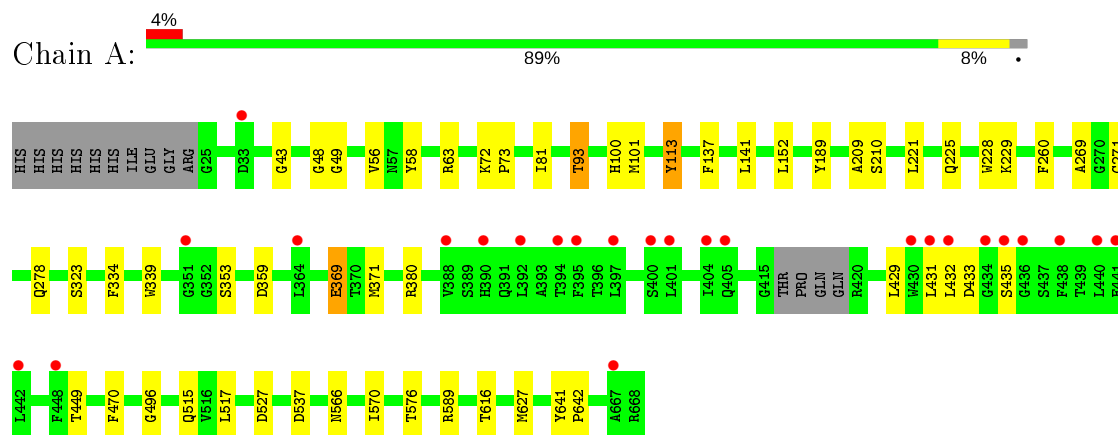 4%
Chain A:
89% 8% •
HIS HIS HIS HIS HIS HIS ILE GLU GLY ARG G25 D33 G43 G48 G49 V56 N57 Y58 R63 K72 P73 I81 T93 H100 M101 Y113 F137 L141 L152 Y189 A209 S210 L221 Q225 W228 K229 F260 A269 G270
Q278 S323 F334 W339 G351 G352 S353 D359 L364 E369 T370 M371 R380 V388 S389 H390 Q391 L392 A393 T394 F395 T396 L397 S400 L401 I404 Q405 G415 THR PRO GLN GLN R420 L429 W430 L431 L432 D433 G434 S435 G436 S437 F438 T439 L440
L442 F448 T449 F470 G496 Q515 V516 L517 D527 D537 N566 I570 T576 R589 T616 M627 Y641 P642 A667 R668